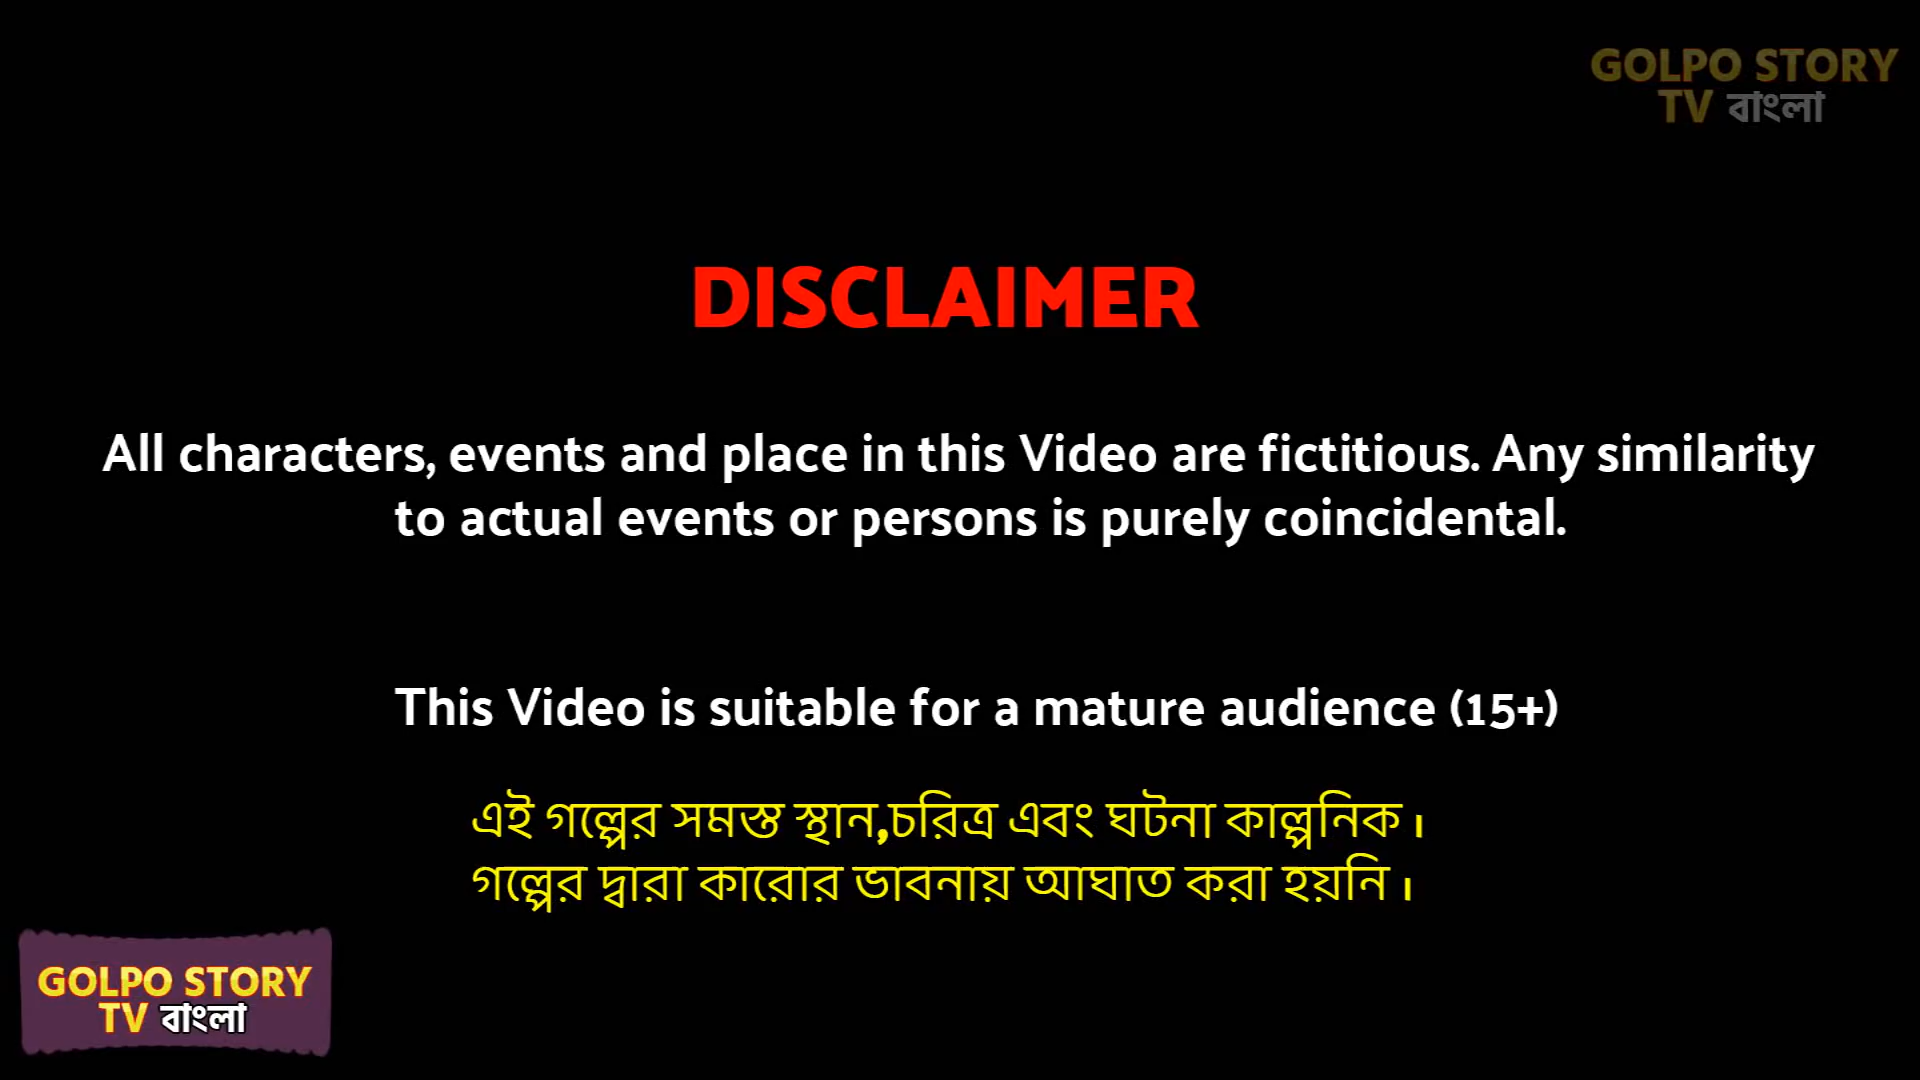 GOLPO STORY
TV বাংলা
DISCLAIMER
All characters, events and place in this Video are fictitious. Any similarity
to actual events or persons is purely coincidental.
This Video is suitable for a mature audience (15+)
এই গল্পের সমস্ত স্থান,চরিত্র এবং ঘটনা কাল্পনিক।
গল্পের দ্বারা কারোর ভাবনায় আঘাত করা হয়নি।
GOLPO STORY
TV বাংলা